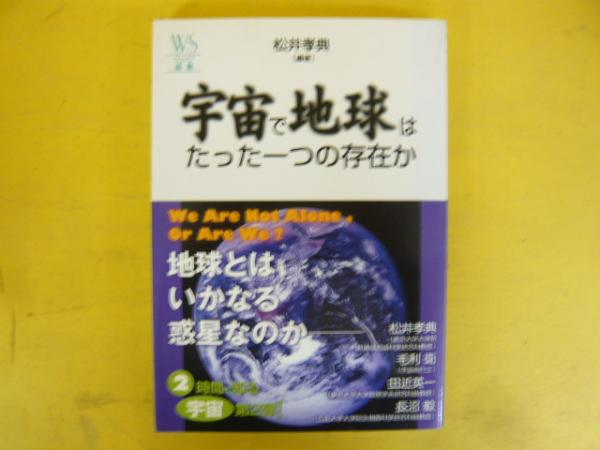 WS
松井孝典
宇宙で地球は
たった一つの存在か
We Are Not Alone,
Or Are We?
地球とは、
いかなる
惑星なのか――
松井孝典
毛利 衛
田近英一
長沼 毅
2時間で
宇宙